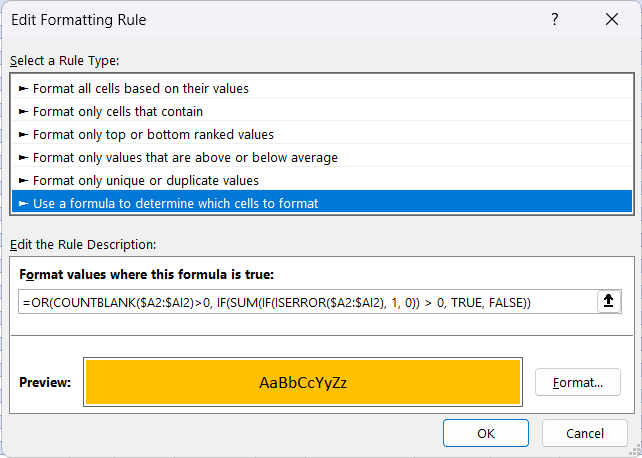 Edit Formatting Rule
?
Select a Rule Type:
► Format all cells based on their values
► Format only cells that contain
► Format only top or bottom ranked values
► Format only values that are above or below average
► Format only unique or duplicate values
► Use a formula to determine which cells to format
Edit the Rule Description:
Format values where this formula is true:
=OR(COUNTBLANK($A2:$AI2)>0, IF(SUM(IF(ISERROR($A2:$AI2), 1, 0)) > 0, TRUE, FALSE))
Preview:
AaBbCcYyZz
Format...
OK
Cancel